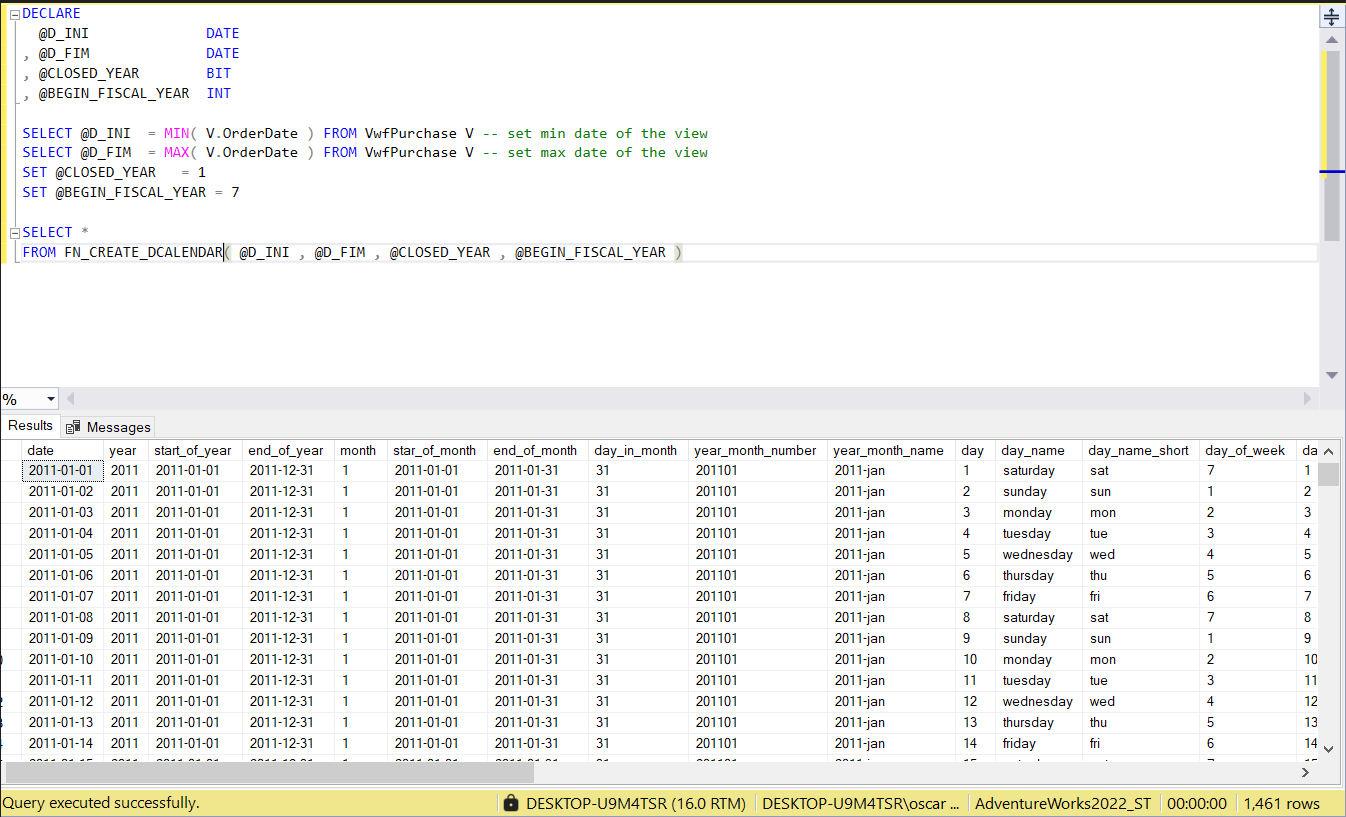 DECLARE
@D_INI DATE
, @D_FIM DATE
, @CLOSED_YEAR BIT
, @BEGIN_FISCAL_YEAR INT
SELECT @D_INI = MIN( V.OrderDate ) FROM VwfPurchase V -- set min date of the view
SELECT @D_FIM = MAX( V.OrderDate ) FROM VwfPurchase V -- set max date of the view
SET @CLOSED_YEAR = 1
SET @BEGIN_FISCAL_YEAR = 7
SELECT *
FROM FN_CREATE_DCALENDAR( @D_INI , @D_FIM , @CLOSED_YEAR , @BEGIN_FISCAL_YEAR )
%
Results Messages
date year start_of_year end_of_year month star_of_month end_of_month day_in_month year_month_number year_month_name day day_name day_name_short day_of_week da
2011-01-01 2011 2011-01-01 2011-12-31 1 2011-01-01 2011-01-31 31 201101 2011-jan 1 saturday sat 7 1
2011-01-02 2011 2011-01-01 2011-12-31 1 2011-01-01 2011-01-31 31 201101 2011-jan 2 sunday sun 1 2
2011-01-03 2011 2011-01-01 2011-12-31 1 2011-01-01 2011-01-31 31 201101 2011-jan 3 monday mon 2 3
2011-01-04 2011 2011-01-01 2011-12-31 1 2011-01-01 2011-01-31 31 201101 2011-jan 4 tuesday tue 3 4
2011-01-05 2011 2011-01-01 2011-12-31 1 2011-01-01 2011-01-31 31 201101 2011-jan 5 wednesday wed 4 5
2011-01-06 2011 2011-01-01 2011-12-31 1 2011-01-01 2011-01-31 31 201101 2011-jan 6 thursday thu 5 6
2011-01-07 2011 2011-01-01 2011-12-31 1 2011-01-01 2011-01-31 31 201101 2011-jan 7 friday fri 6 7
2011-01-08 2011 2011-01-01 2011-12-31 1 2011-01-01 2011-01-31 31 201101 2011-jan 8 saturday sat 7 8
2011-01-09 2011 2011-01-01 2011-12-31 1 2011-01-01 2011-01-31 31 201101 2011-jan 9 sunday sun 1 9
2011-01-10 2011 2011-01-01 2011-12-31 1 2011-01-01 2011-01-31 31 201101 2011-jan 10 monday mon 2 10
2011-01-11 2011 2011-01-01 2011-12-31 1 2011-01-01 2011-01-31 31 201101 2011-jan 11 tuesday tue 3 11
2011-01-12 2011 2011-01-01 2011-12-31 1 2011-01-01 2011-01-31 31 201101 2011-jan 12 wednesday wed 4 12
2011-01-13 2011 2011-01-01 2011-12-31 1 2011-01-01 2011-01-31 31 201101 2011-jan 13 thursday thu 5 13
2011-01-14 2011 2011-01-01 2011-12-31 1 2011-01-01 2011-01-31 31 201101 2011-jan 14 friday fri 6 14
Query executed successfully. DESKTOP-U9M4TSR (16.0 RTM) DESKTOP-U9M4TSR\oscar ... AdventureWorks2022_ST 00:00:00 1,461 rows